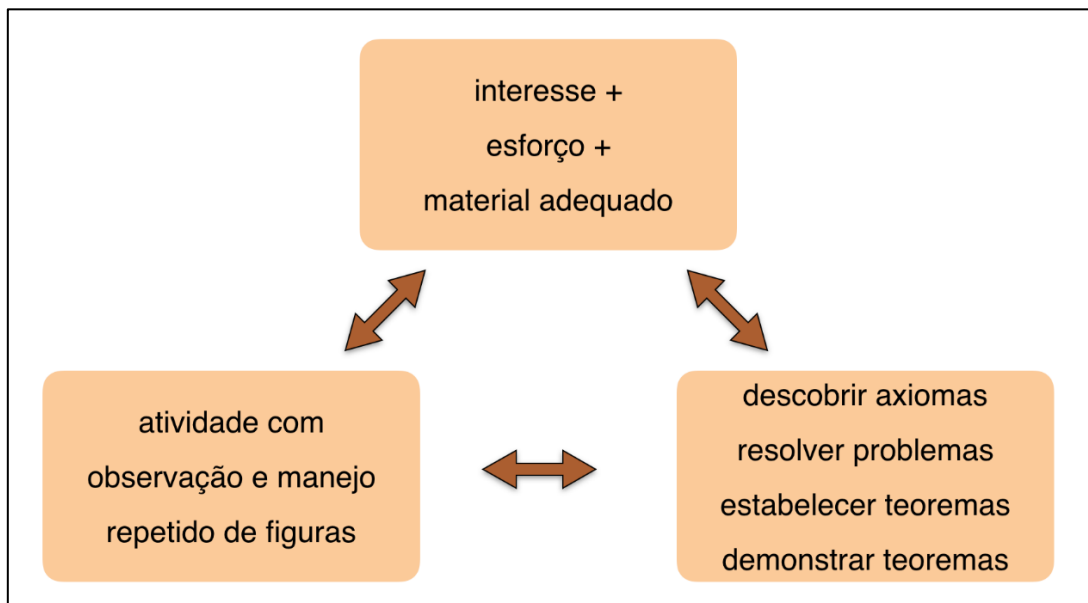 interesse +
esforço +
material adequado
atividade com
observação e manejo
repetido de figuras
descobrir axiomas
resolver problemas
estabelecer teoremas
demonstrar teoremas